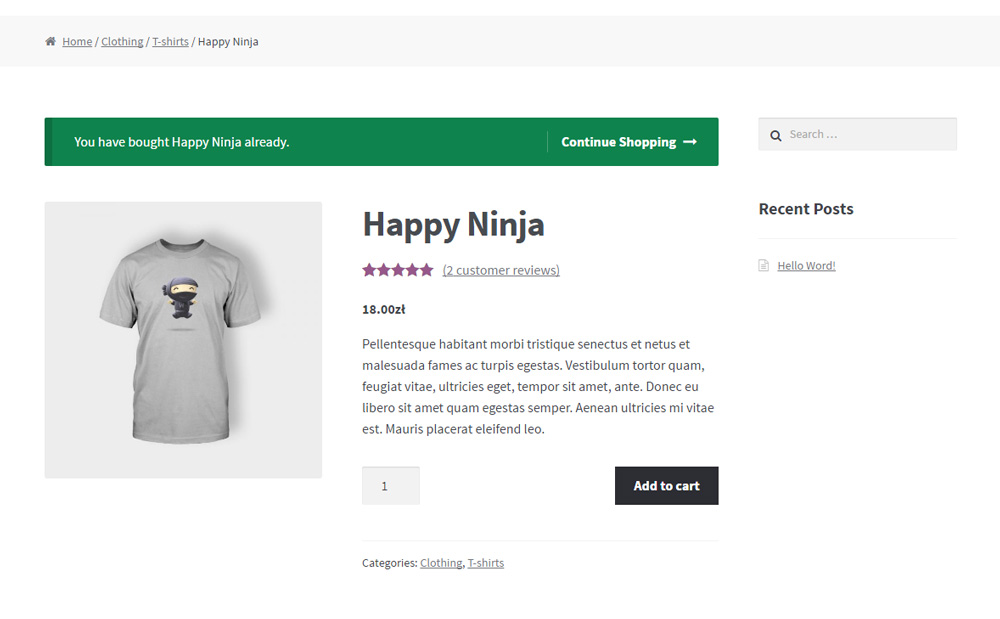 Home / Clothing / T-shirts / Happy Ninja
You have bought Happy Ninja already.
Continue Shopping →
Search …
Happy Ninja
(2 customer reviews)
18.00zł
Pellentesque habitant morbi tristique senectus et netus et
malesuada fames ac turpis egestas. Vestibulum tortor quam,
feugiat vitae, ultricies eget, tempor sit amet, ante. Donec eu
libero sit amet quam egestas semper. Aenean ultricies mi vitae
est. Mauris placerat eleifend leo.
1
Add to cart
Categories: Clothing, T-shirts
Recent Posts
Hello Word!